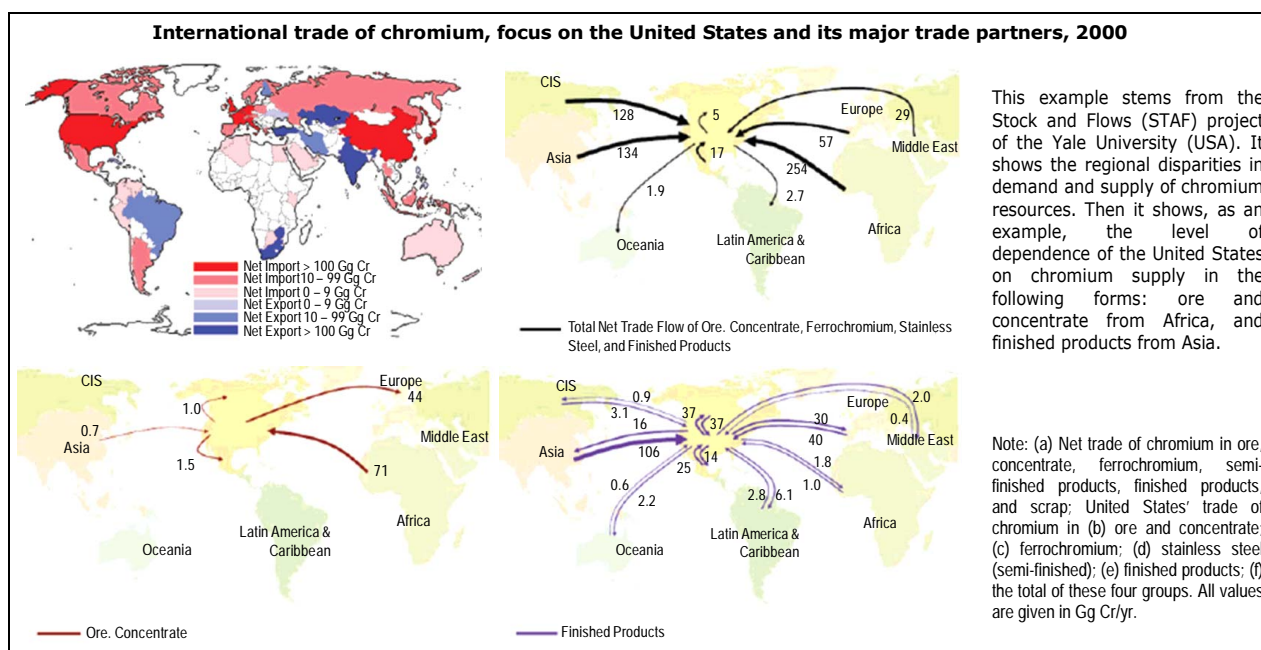 International trade of chromium, focus on the United States and its major trade partners, 2000
Net Import > 100 Gg Cr
Net Import10 – 99 Gg Cr
Net Import 0 – 9 Gg Cr
Net Export 0 – 9 Gg Cr
Net Export 10 – 99 Gg Cr
Net Export > 100 Gg Cr
CIS
128
5
Europe
29
57
Middle East
Asia
134
17
254
1.9
2.7
Oceania
Latin America &
Caribbean
Africa
Total Net Trade Flow of Ore. Concentrate, Ferrochromium, Stainless
Steel, and Finished Products
This example stems from the
Stock and Flows (STAF) project
of the Yale University (USA). It
shows the regional disparities in
demand and supply of chromium
resources. Then it shows, as an
example, the level of
dependence of the United States
on chromium supply in the
following forms: ore and
concentrate from Africa, and
finished products from Asia.
CIS
Europe
44
1.0
0.7
Asia
Middle East
1.5
71
Africa
Latin America &
Caribbean
Oceania
Ore. Concentrate
CIS
0.9
2.0
3.1
37
37
30
Europe
0.4
16
40
Middle East
Asia
106
14
25
1.8
0.6
1.0
2.2
2.8
6.1
Africa
Latin America &
Caribbean
Oceania
Finished Products
Note: (a) Net trade of chromium in ore,
concentrate, ferrochromium, semi-
finished products, finished products,
and scrap; United States' trade of
chromium in (b) ore and concentrate;
(c) ferrochromium; (d) stainless steel
(semi-finished); (e) finished products; (f)
the total of these four groups. All values
are given in Gg Cr/yr.